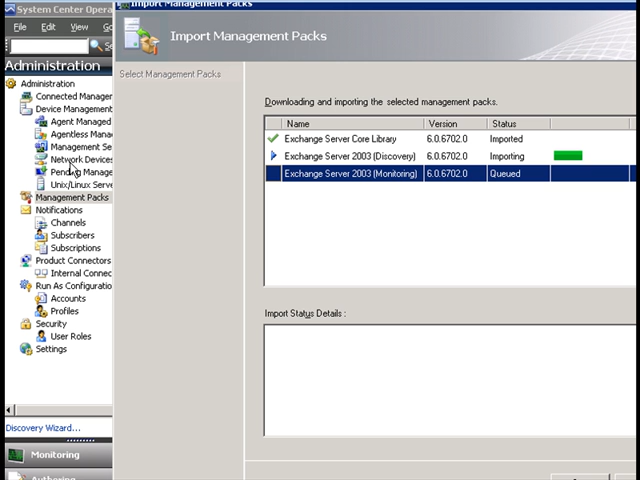 System Center Opera
File Edit View
Administration
Administration
Connected Manager
Device Management
Agent Managed
Agentless Mana
Management Se
Network Devices
Pending Manage
Unix/Linux Serve
Management Packs
Notifications
Channels
Subscribers
Subscriptions
Product Connectors
Internal Connec
Run As Configuratio
Accounts
Profiles
Security
User Roles
Settings
Discovery Wizard...
Monitoring
Authoring
Import Management Packs
Import Management Packs
Select Management Packs
Downloading and importing the selected management packs.
Name Version Status
Exchange Server Core Library 6.0.6702.0 Imported
Exchange Server 2003 (Discovery) 6.0.6702.0 Importing
Exchange Server 2003 (Monitoring) 6.0.6702.0 Queued
Import Status Details :